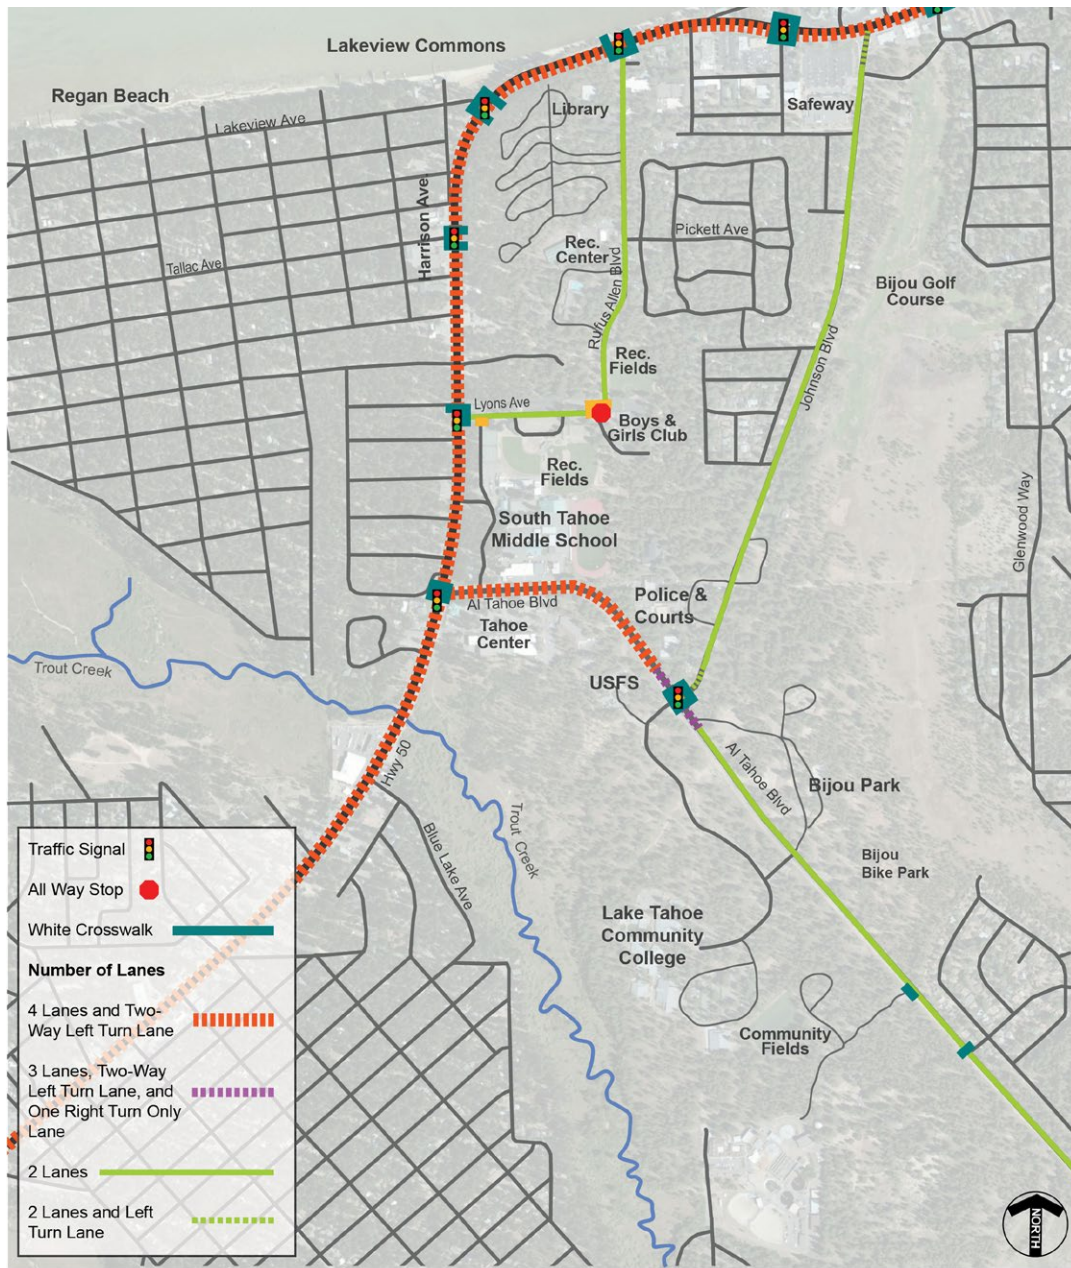 Lakeview Commons
Regan Beach
Lakeview Ave
Library
Safeway
Harrison Ave.
Tallac Ave
Rec.
Center
Pickett Ave
Rufus Allen Blvd
Bijou Golf
Course
Rec.
Fields
Johnson Blvd
Lyons Ave
Boys &
Girls Club
Rec.
Fields
South Tahoe
Middle School
Glenwood Way
Al Tahoe Blvd
Police &
Courts
Tahoe
Center
Trout Creek
USFS
Hwy 50
Al Tahoe Blvd
Bijou Park
Trout Creek
Blue Lake Ave
Bijou
Bike Park
Lake Tahoe
Community
College
Community
Fields
Traffic Signal
All Way Stop
White Crosswalk
Number of Lanes
4 Lanes and Two-
Way Left Turn Lane
3 Lanes, Two-Way
Left Turn Lane, and
One Right Turn Only
Lane
2 Lanes
2 Lanes and Left
Turn Lane
NORTH